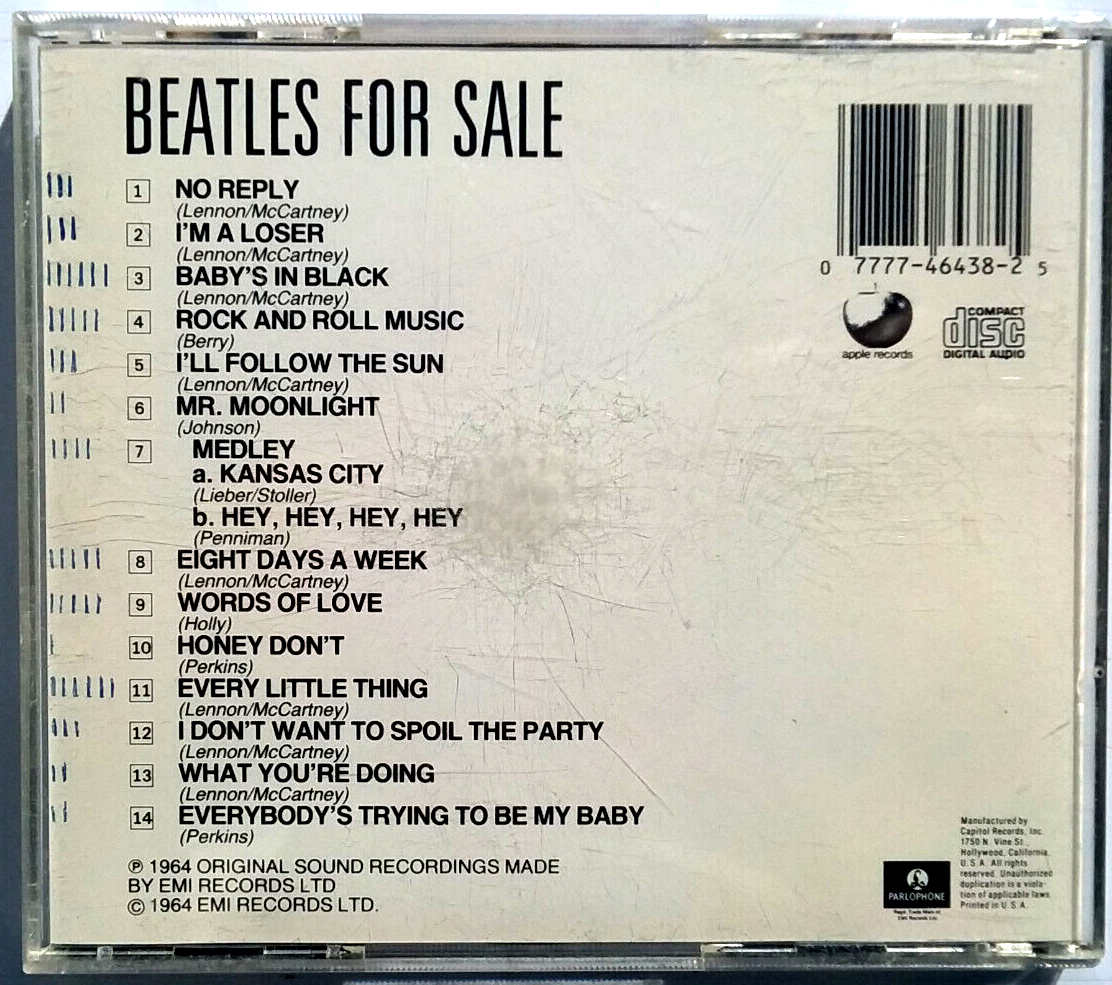 BEATLES FOR SALE
1 NO REPLY
(Lennon/McCartney)
2 I'M A LOSER
(Lennon/McCartney)
3 BABY'S IN BLACK
(Lennon/McCartney)
4 ROCK AND ROLL MUSIC
(Berry)
5 I'LL FOLLOW THE SUN
(Lennon/McCartney)
6 MR. MOONLIGHT
(Johnson)
7 MEDLEY
a. KANSAS CITY
(Lieber/Stoller)
b. HEY, HEY, HEY, HEY
(Penniman)
8 EIGHT DAYS A WEEK
(Lennon/McCartney)
9 WORDS OF LOVE
(Holly)
10 HONEY DON'T
(Perkins)
11 EVERY LITTLE THING
(Lennon/McCartney)
12 I DON'T WANT TO SPOIL THE PARTY
(Lennon/McCartney)
13 WHAT YOU'RE DOING
(Lennon/McCartney)
14 EVERYBODY'S TRYING TO BE MY BABY
(Perkins)
℗ 1964 ORIGINAL SOUND RECORDINGS MADE
BY EMI RECORDS LTD
© 1964 EMI RECORDS LTD.
0 7777-46438-2 5
apple records
COMPACT
disc
DIGITAL AUDIO
PARLOPHONE
Regd. Trade Mark of
EMI Records Ltd
Manufactured by
Capitol Records, Inc.
1750 N. Vine St.,
Hollywood, California,
U.S.A. All rights
reserved. Unauthorized
duplication is a viola-
tion of applicable laws.
Printed in U.S.A.